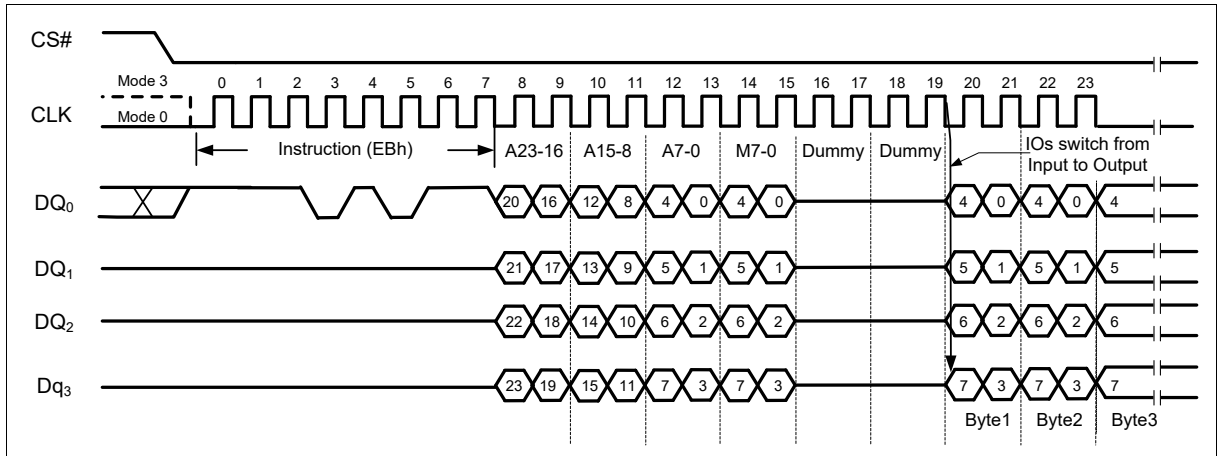 CS#
Mode 3
0 1 2 3 4 5 6 7 8 9 10 11 12 13 14 15 16 17 18 19 20 21 22 23
CLK
Mode 0
Instruction (EBh) A23-16 A15-8 A7-0 M7-0 Dummy Dummy
IOs switch from
Input to Output
DQ0 20 16 12 8 4 0 4 0 4 0 4 0 4
DQ1 21 17 13 9 5 1 5 1 5 1 5 1 5
DQ2 22 18 14 10 6 2 6 2 6 2 6 2 6
Dq3 23 19 15 11 7 3 7 3 7 3 7 3 7
Byte1 Byte2 Byte3